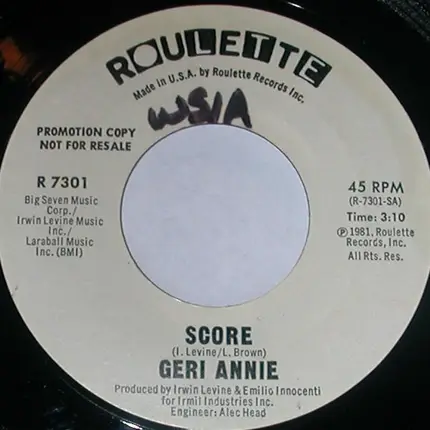 ROULETTE
Made in U.S.A. by Roulette Records Inc.
WSIA
PROMOTION COPY
NOT FOR RESALE
R 7301
Big Seven Music
Corp./
Irwin Levine Music
Inc./
Laraball Music
Inc. (BMI)
45 RPM
(R-7301-SA)
Time: 3:10
℗ 1981, Roulette
Records, Inc.
All Rts. Res.
SCORE
(I. Levine/L. Brown)
GERI ANNIE
Produced by Irwin Levine & Emilio Innocenti
for Irmil Industries Inc.
Engineer: Alec Head